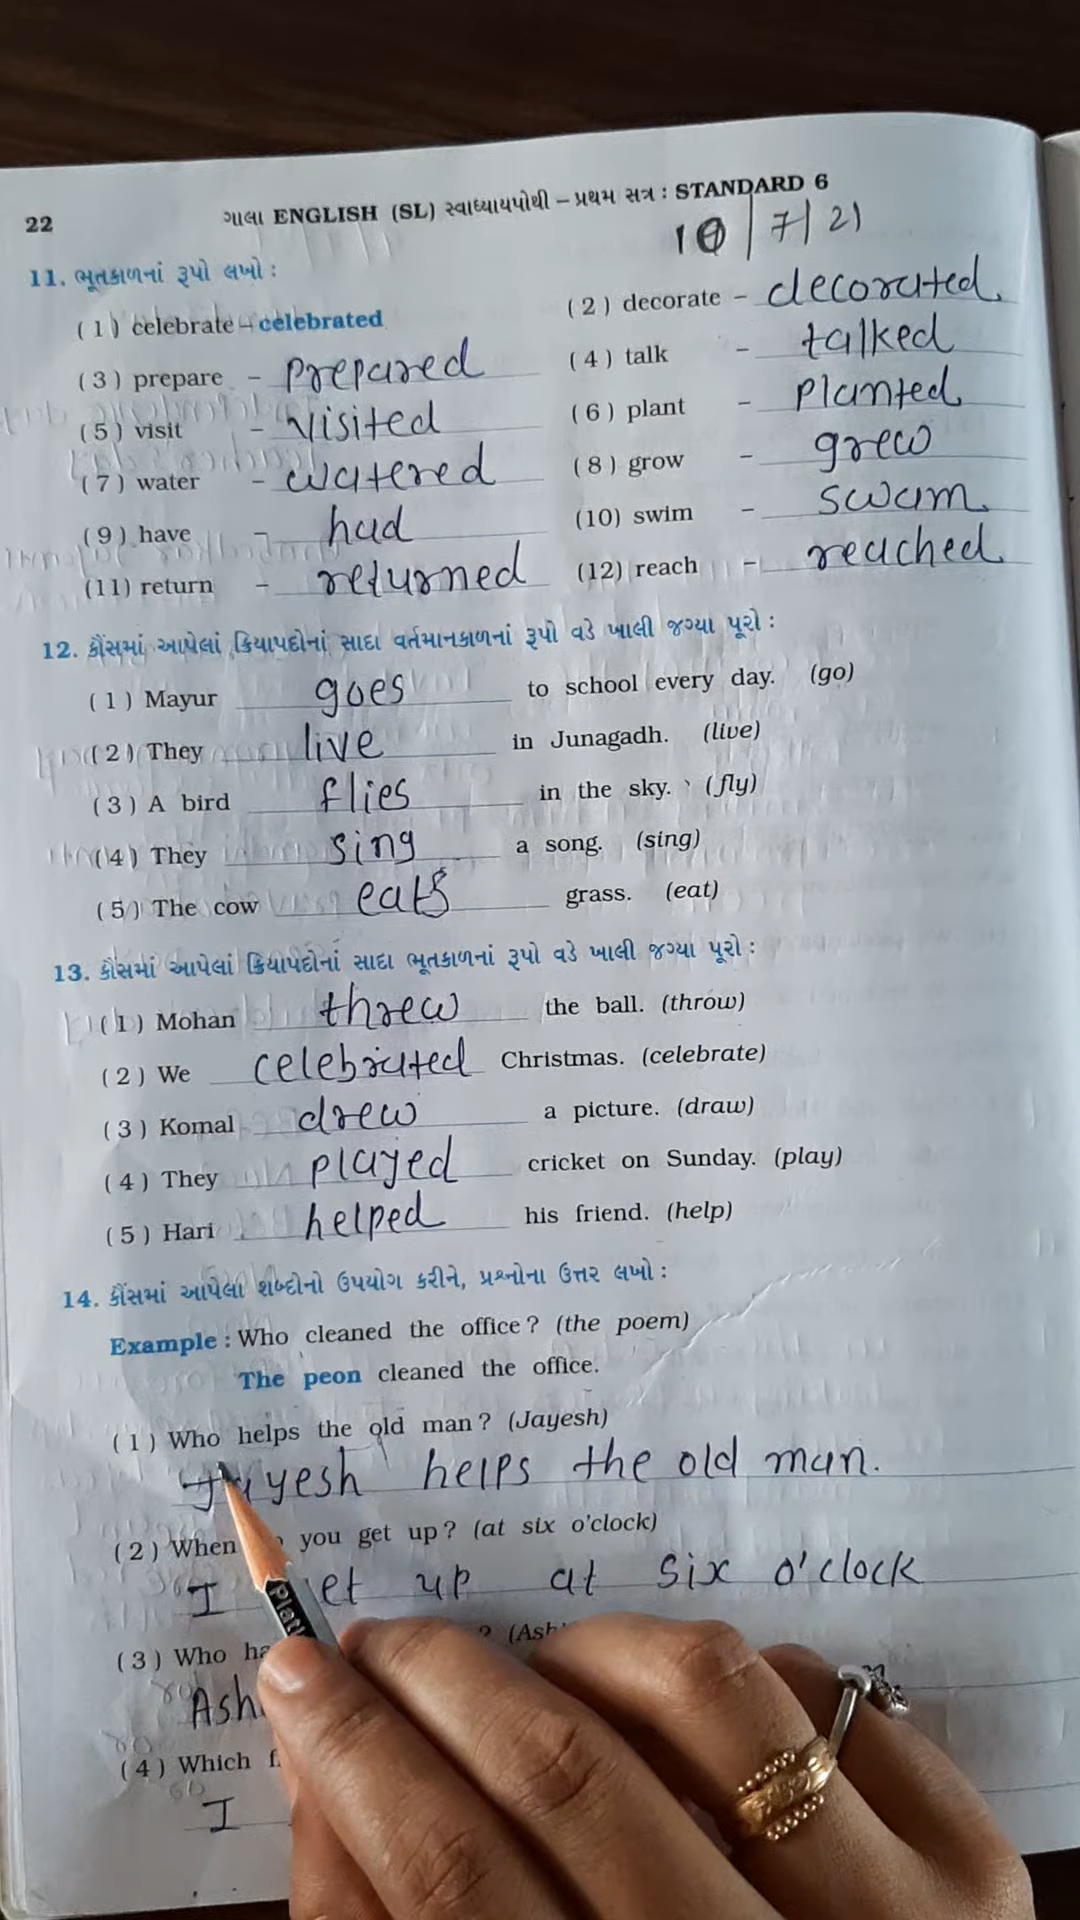 22 ગાલા ENGLISH (SL) સ્વાધ્યાયપોથી – પ્રથમ સત્ર : STANDARD 6
/7/21
11. ભૂતકાળનાં રૂપો લખો :
(1) celebrate – celebrated (2) decorate – decorated
(3) prepare – prepared (4) talk – talked
(5) visit – visited (6) plant – planted
(7) water – watered (8) grow – grew
(9) have – had (10) swim – swam
(11) return – returned (12) reach – reached
12. કૌંસમાં આપેલાં ક્રિયાપદોનાં સાદા વર્તમાનકાળનાં રૂપો વડે ખાલી જગ્યા પૂરો :
(1) Mayur goes to school every day. (go)
(2) They live in Junagadh. (live)
(3) A bird flies in the sky. (fly)
(4) They sing a song. (sing)
(5) The cow eats grass. (eat)
13. કૌંસમાં આપેલાં ક્રિયાપદોનાં સાદા ભૂતકાળનાં રૂપો વડે ખાલી જગ્યા પૂરો :
(1) Mohan threw the ball. (throw)
(2) We celebrated Christmas. (celebrate)
(3) Komal drew a picture. (draw)
(4) They played cricket on Sunday. (play)
(5) Hari helped his friend. (help)
14. કૌંસમાં આપેલા શબ્દોનો ઉપયોગ કરીને, પ્રશ્નોના ઉત્તર લખો :
Example : Who cleaned the office? (the poem)
The peon cleaned the office.
(1) Who helps the old man? (Jayesh)
Jayesh helps the old man.
(2) When you get up? (at six o'clock)
I et up at six o'clock
(3) Who ha ? (Ash
Ash
(4) Which f
I